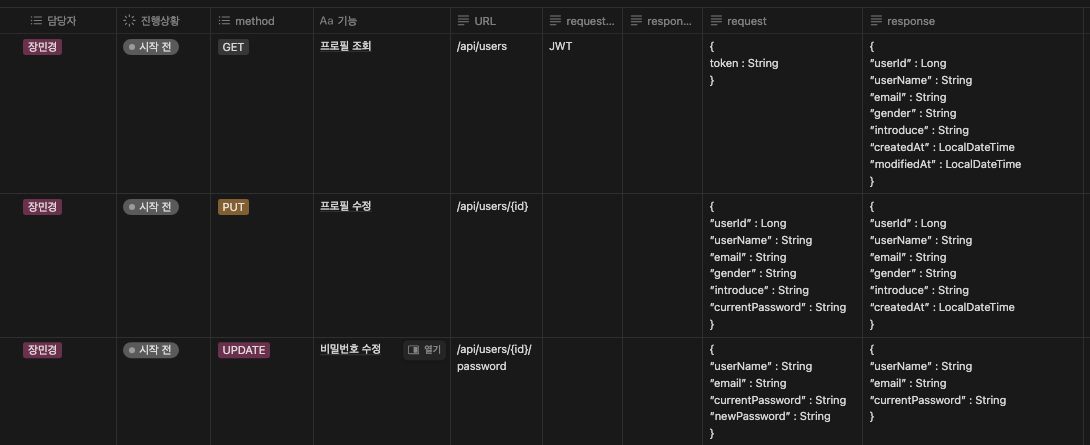 담당자 진행상황 method Aa 기능 URL request... respon... request response
장민경 시작 전 GET 프로필 조회 /api/users JWT
{
token : String
}
{
“userId” : Long
“userName” : String
“email” : String
“gender” : String
“introduce” : String
“createdAt” : LocalDateTime
“modifiedAt” : LocalDateTime
}
장민경 시작 전 PUT 프로필 수정 /api/users/{id}
{
“userId” : Long
“userName” : String
“email” : String
“gender” : String
“introduce” : String
“currentPassword” : String
}
{
“userId” : Long
“userName” : String
“email” : String
“gender” : String
“introduce” : String
“createdAt” : LocalDateTime
}
장민경 시작 전 UPDATE 비밀번호 수정 열기 /api/users/{id}/
password
{
“userName” : String
“email” : String
“currentPassword” : String
“newPassword” : String
}
{
“userName” : String
“email” : String
“currentPassword” : String
}